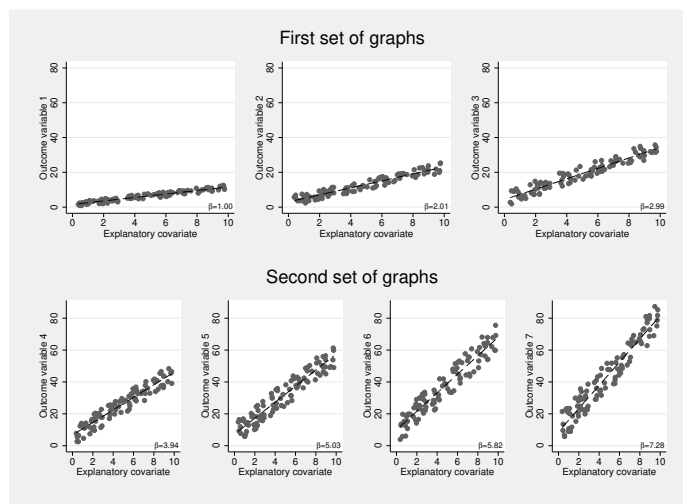 First set of graphs
Outcome variable 1
0 20 40 60 80
0 2 4 6 8 10
β=1.00
Explanatory covariate
Outcome variable 2
0 20 40 60 80
0 2 4 6 8 10
β=2.01
Explanatory covariate
Outcome variable 3
0 20 40 60 80
0 2 4 6 8 10
β=2.99
Explanatory covariate
Second set of graphs
Outcome variable 4
0 20 40 60 80
0 2 4 6 8 10
β=3.94
Explanatory covariate
Outcome variable 5
0 20 40 60 80
0 2 4 6 8 10
β=5.03
Explanatory covariate
Outcome variable 6
0 20 40 60 80
0 2 4 6 8 10
β=5.82
Explanatory covariate
Outcome variable 7
0 20 40 60 80
0 2 4 6 8 10
β=7.28
Explanatory covariate